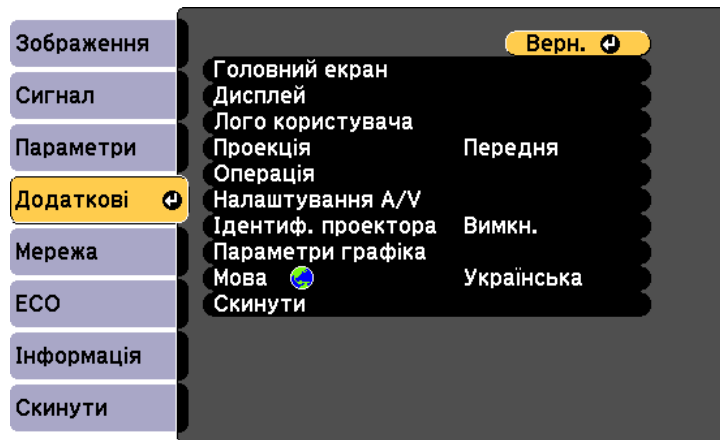 Зображення
Сигнал
Параметри
Додаткові
Мережа
ECO
Інформація
Скинути
Верн.
Головний екран
Дисплей
Лого користувача
Проекція Передня
Операція
Налаштування A/V
Ідентиф. проектора Вимкн.
Параметри графіка
Мова Українська
Скинути